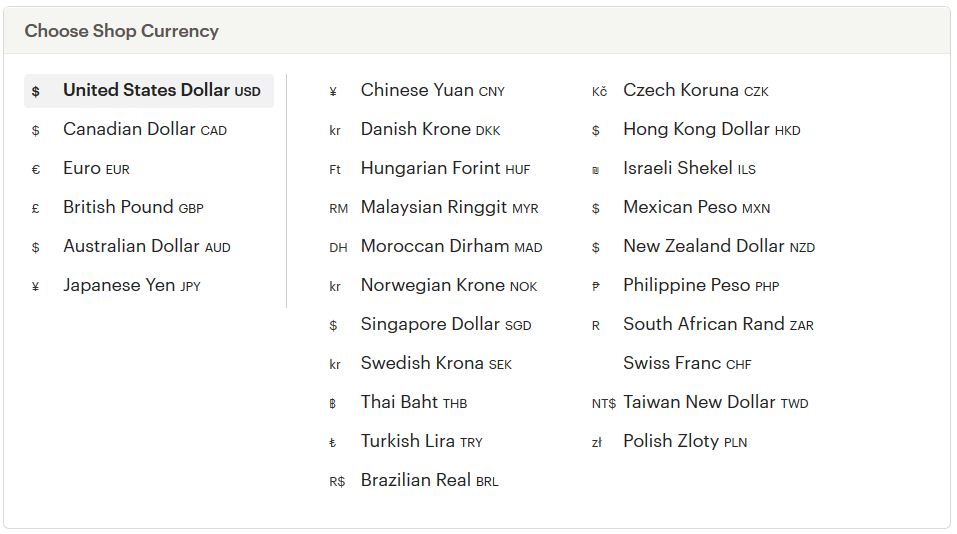 Choose Shop Currency
$ United States Dollar USD
$ Canadian Dollar CAD
€ Euro EUR
£ British Pound GBP
$ Australian Dollar AUD
¥ Japanese Yen JPY
¥ Chinese Yuan CNY
kr Danish Krone DKK
Ft Hungarian Forint HUF
RM Malaysian Ringgit MYR
DH Moroccan Dirham MAD
kr Norwegian Krone NOK
$ Singapore Dollar SGD
kr Swedish Krona SEK
฿ Thai Baht THB
₺ Turkish Lira TRY
R$ Brazilian Real BRL
Kč Czech Koruna CZK
$ Hong Kong Dollar HKD
₪ Israeli Shekel ILS
$ Mexican Peso MXN
$ New Zealand Dollar NZD
₱ Philippine Peso PHP
R South African Rand ZAR
Swiss Franc CHF
NT$ Taiwan New Dollar TWD
zł Polish Zloty PLN